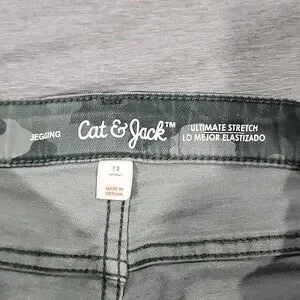 JEGGING
Cat & Jack™
ULTIMATE STRETCH
LO MEJOR ELASTIZADO
12
MADE IN
VIETNAM